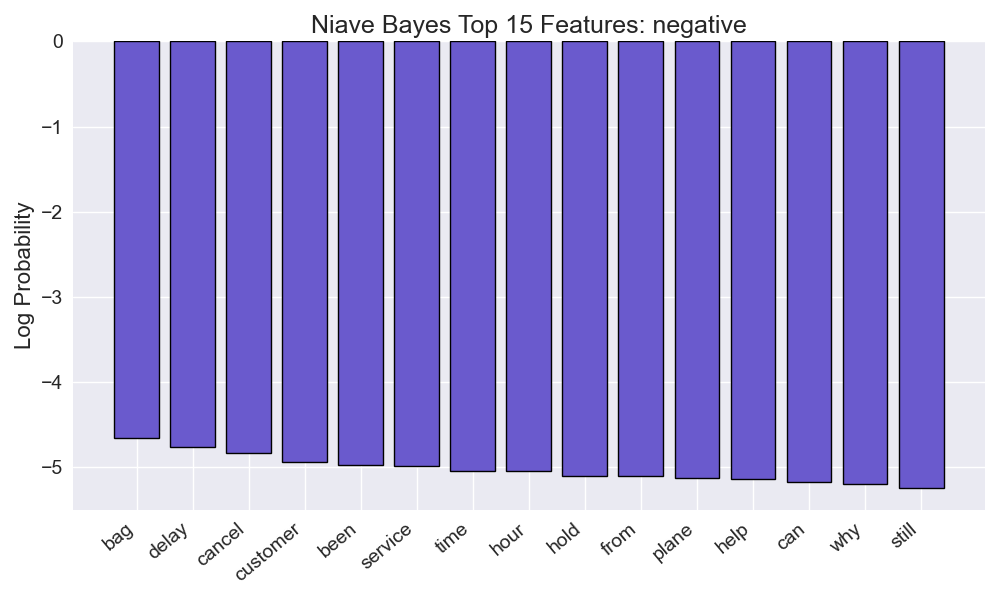 Niave Bayes Top 15 Features: negative
Log Probability
0
−1
−2
−3
−4
−5
bag
delay
cancel
customer
been
service
time
hour
hold
from
plane
help
can
why
still